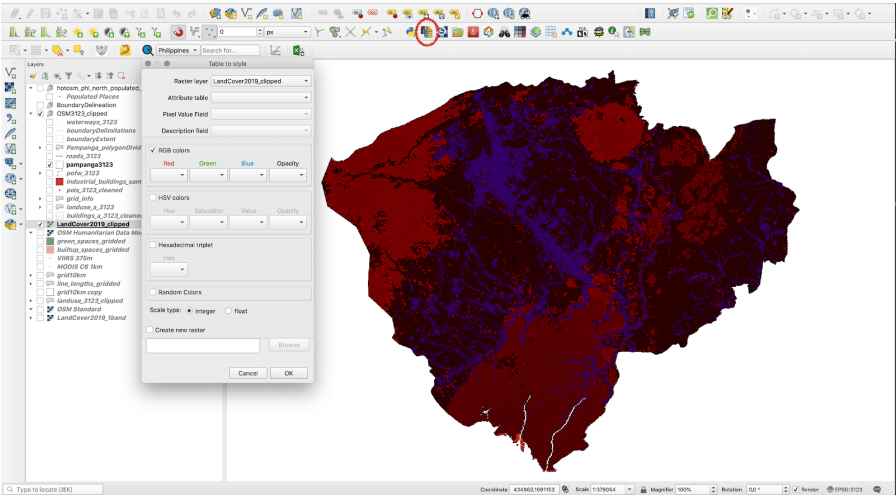 0
px
Philippines
Search for...
Layers
hotosm_phl_north_populated_
Populated Places
BoundaryDelineation
OSM3123_clipped
waterways_3123
boundaryDelimitations
boundaryExtent
Pampanga_polygonDivid
roads_3123
pampanga3123
pofw_3123
industrial_buildings_sam
pois_3123_cleaned
grid_info
landuse_a_3123
buildings_a_3123_cleane
LandCover2019_clipped
OSM Humanitarian Data Mo
green_spaces_gridded
builtup_spaces_gridded
VIIRS 375m
MODIS C6 1km
grid10km
line_lengths_gridded
grid10km copy
landuse_3123_clipped
OSM Standard
LandCover2019_1band
Table to style
Raster layer LandCover2019_clipped
Attribute table
Pixel Value Field
Description field
RGB colors
Red Green Blue Opacity
HSV colors
Hue Saturation Value Opacity
Hexadecimal triplet
Hex
Random Colors
Scale type: integer float
Create new raster
Browse
Cancel OK
Type to locate (⌘K)
Coordinate 434863,1691153 Scale 1:379054 Magnifier 100% Rotation 0,0 ° Render EPSG:3123